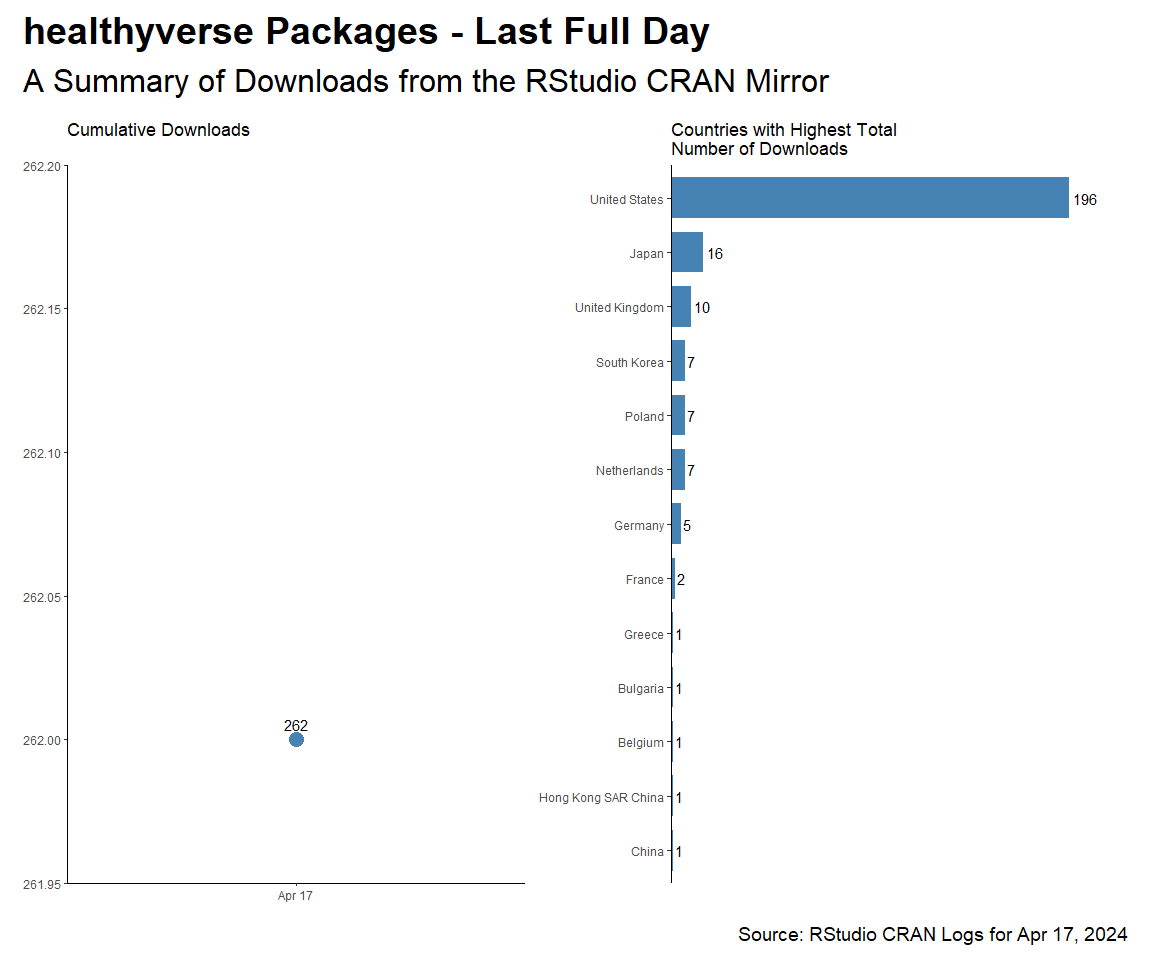 healthyverse Packages - Last Full Day
A Summary of Downloads from the RStudio CRAN Mirror
Cumulative Downloads
262.20
262.15
262.10
262.05
262.00
261.95
262
Apr 17
Countries with Highest Total
Number of Downloads
United States 196
Japan 16
United Kingdom 10
South Korea 7
Poland 7
Netherlands 7
Germany 5
France 2
Greece 1
Bulgaria 1
Belgium 1
Hong Kong SAR China 1
China 1
Source: RStudio CRAN Logs for Apr 17, 2024